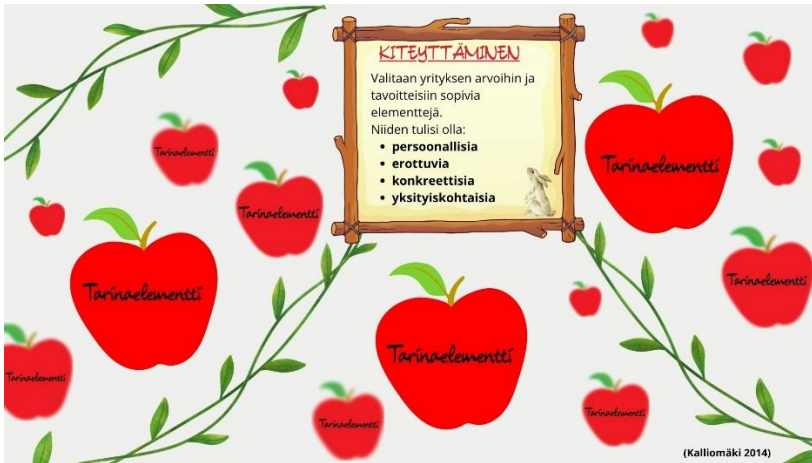 KITEYTTÄMINEN
Valitaan yrityksen arvoihin ja
tavoitteisiin sopivia
elementtejä.
Niiden tulisi olla:
• persoonallisia
• erottuvia
• konkreettisia
• yksityiskohtaisia
Tarinaelementti
Tarinaelementti
Tarinaelementti
Tarinaelementti
Tarinaelementti
Tarinaelementti
Tarinaelementti
Tarinaelementti
Tarinaelementti
(Kalliomäki 2014)